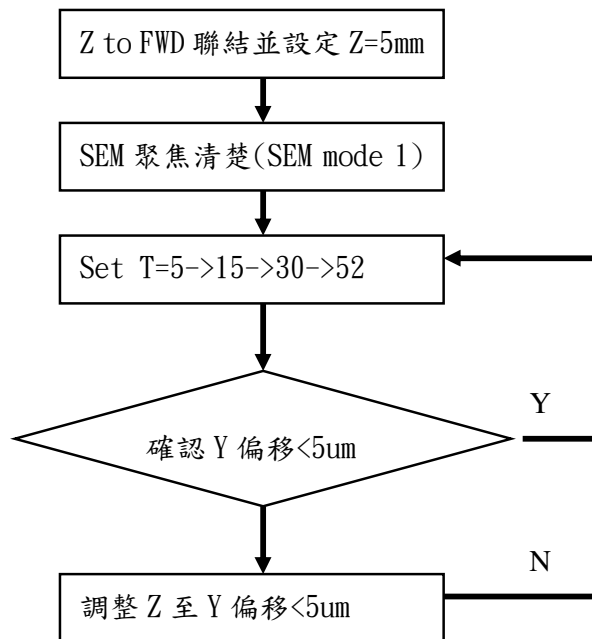 Z to FWD 聯結並設定 Z=5mm
SEM 聚焦清楚(SEM mode 1)
Set T=5->15->30->52
Y
確認 Y 偏移<5um
N
調整 Z 至 Y 偏移<5um